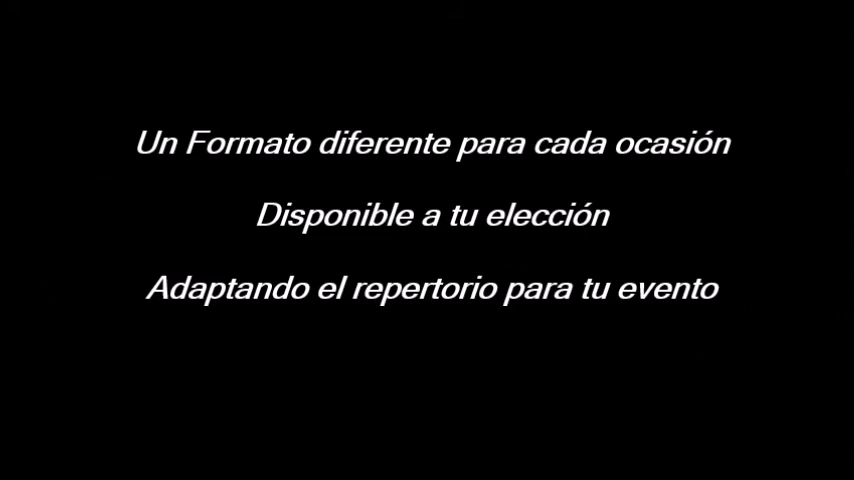 Un Formato diferente para cada ocasión
Disponible a tu elección
Adaptando el repertorio para tu evento